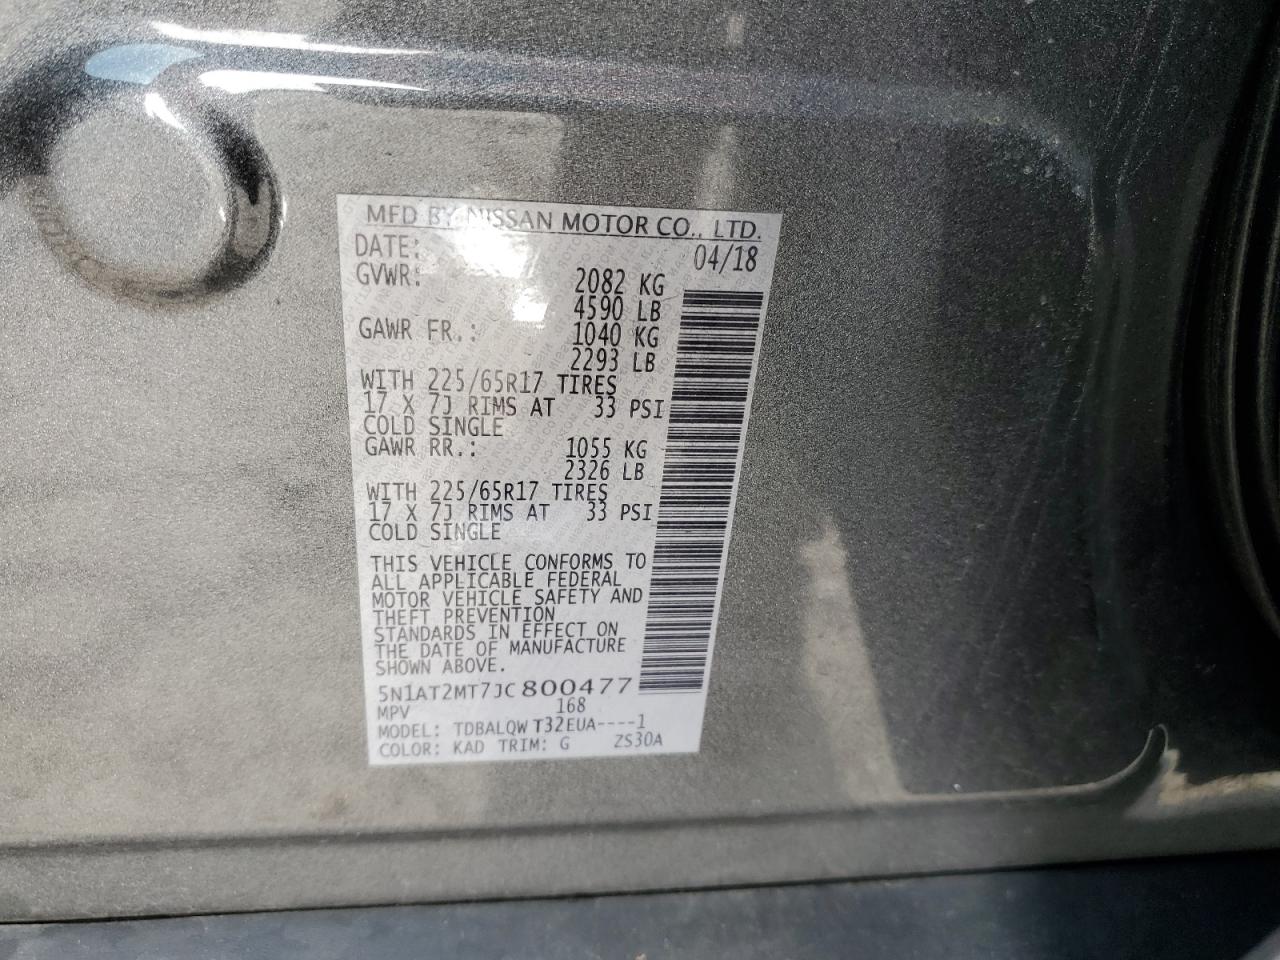 MFD BY NISSAN MOTOR CO., LTD.
DATE: 04/18
GVWR: 2082 KG
4590 LB
GAWR FR.: 1040 KG
2293 LB
WITH 225/65R17 TIRES
17 X 7J RIMS AT 33 PSI
COLD SINGLE
GAWR RR.: 1055 KG
2326 LB
WITH 225/65R17 TIRES
17 X 7J RIMS AT 33 PSI
COLD SINGLE
THIS VEHICLE CONFORMS TO
ALL APPLICABLE FEDERAL
MOTOR VEHICLE SAFETY AND
THEFT PREVENTION
STANDARDS IN EFFECT ON
THE DATE OF MANUFACTURE
SHOWN ABOVE.
5N1AT2MT7JC800477
MPV 168
MODEL: TDBALQW T32EUA----1
COLOR: KAD TRIM: G ZS30A